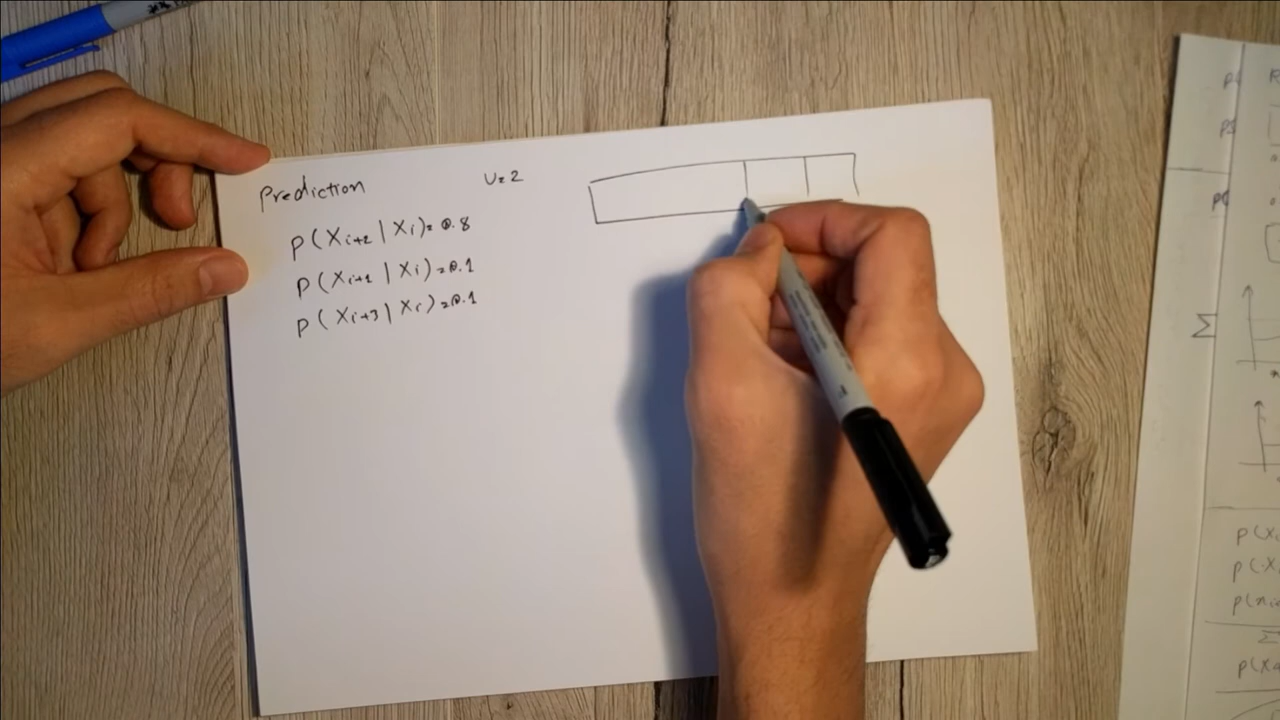 Prediction U=2
P(Xi+2|Xi)=0.8
P(Xi+1|Xi)=0.1
P(Xi+3|Xi)=0.1
Σ
P(X
P(X
P(X
Σ
P(X